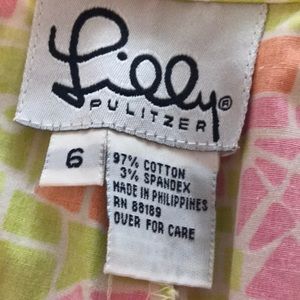 Lilly®
PULITZER
6
97% COTTON
3% SPANDEX
MADE IN PHILIPPINES
RN 88189
OVER FOR CARE